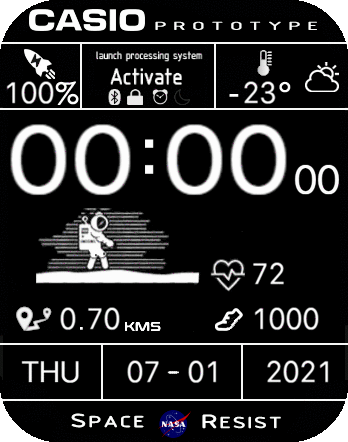 CASIO PROTOTYPE
launch processing system
Activate
100%
-23°
00:00 00
72
0.70 KMS
1000
THU 07-01 2021
SPACE NASA RESIST